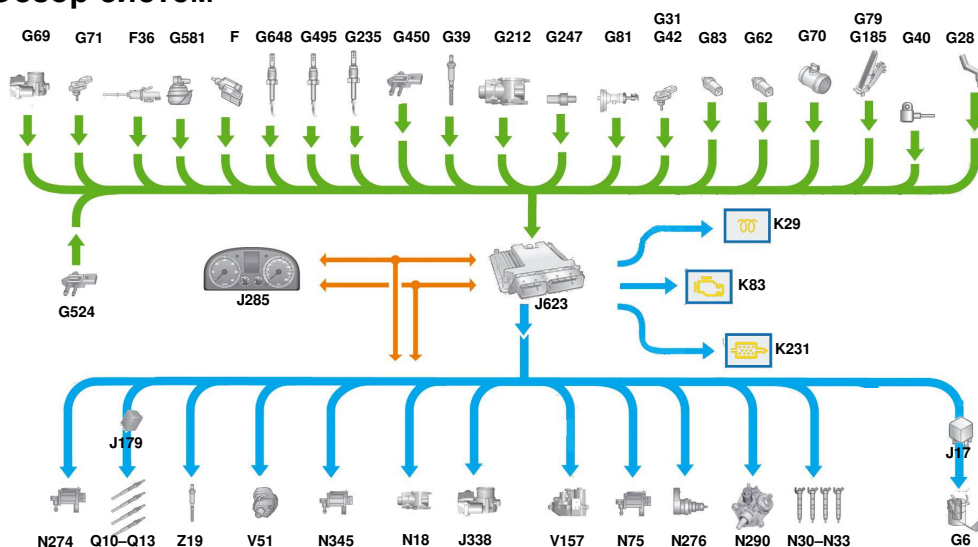 Обзор систем
G69 G71 F36 G581 F G648 G495 G235 G450 G39 G212 G247 G81 G31 G42 G83 G62 G70 G79 G185 G40 G28
G524
J285
J623
K29
K83
K231
J179
J17
N274 Q10–Q13 Z19 V51 N345 N18 J338 V157 N75 N276 N290 N30–N33 G6